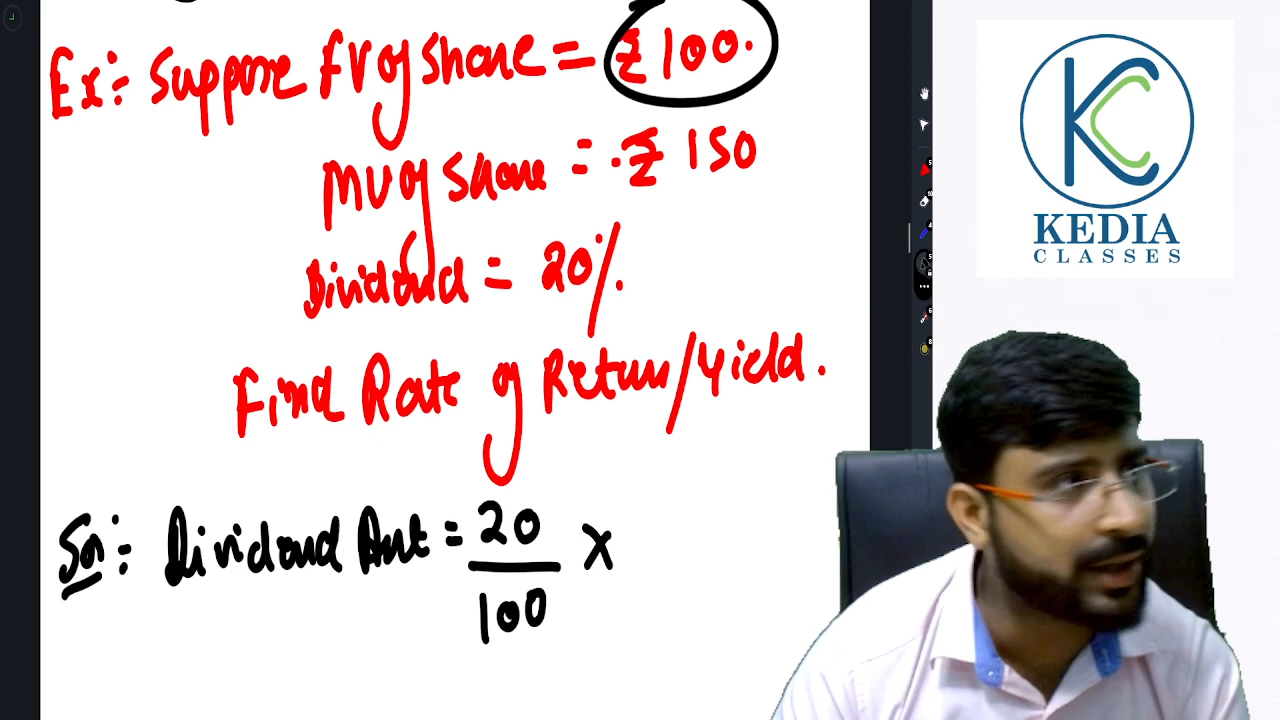 Ex:- Suppose FV of Share = ₹ 100.
MV of Share = ₹ 150
Dividend = 20%.
Find Rate of Return/Yield.
Sol:- Dividend Amt = 20/100 x
KC
KEDIA
CLASSES